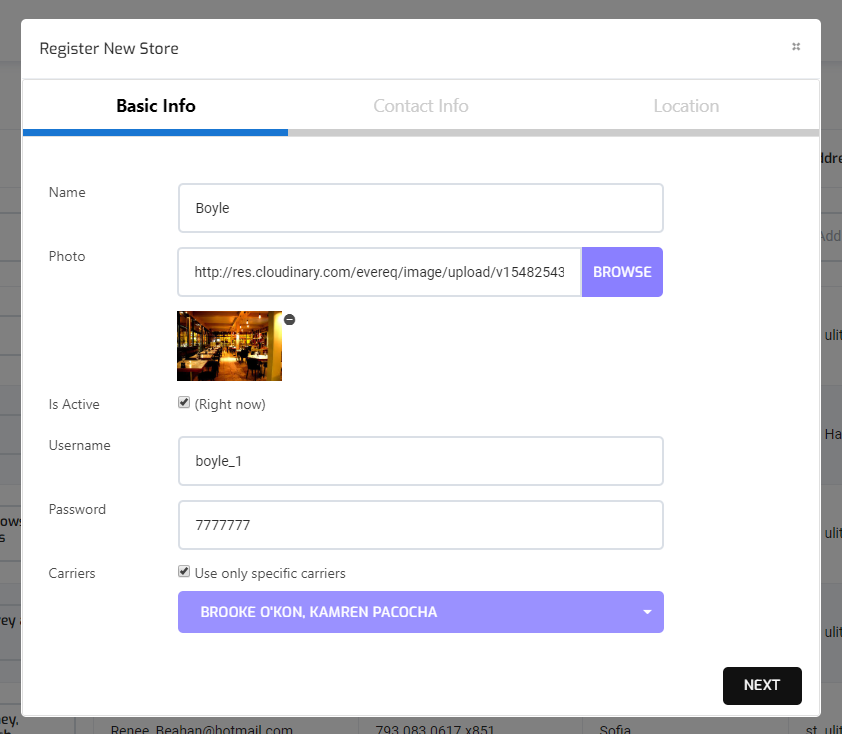 Register New Store
Basic Info
Contact Info
Location
Name
Boyle
Photo
http://res.cloudinary.com/evereq/image/upload/v15482543
BROWSE
Is Active
(Right now)
Username
boyle_1
Password
7777777
Carriers
Use only specific carriers
BROOKE O'KON, KAMREN PACOCHA
NEXT
Renee_Beahan@hotmail.com
793.083.0617 x851
Sofia